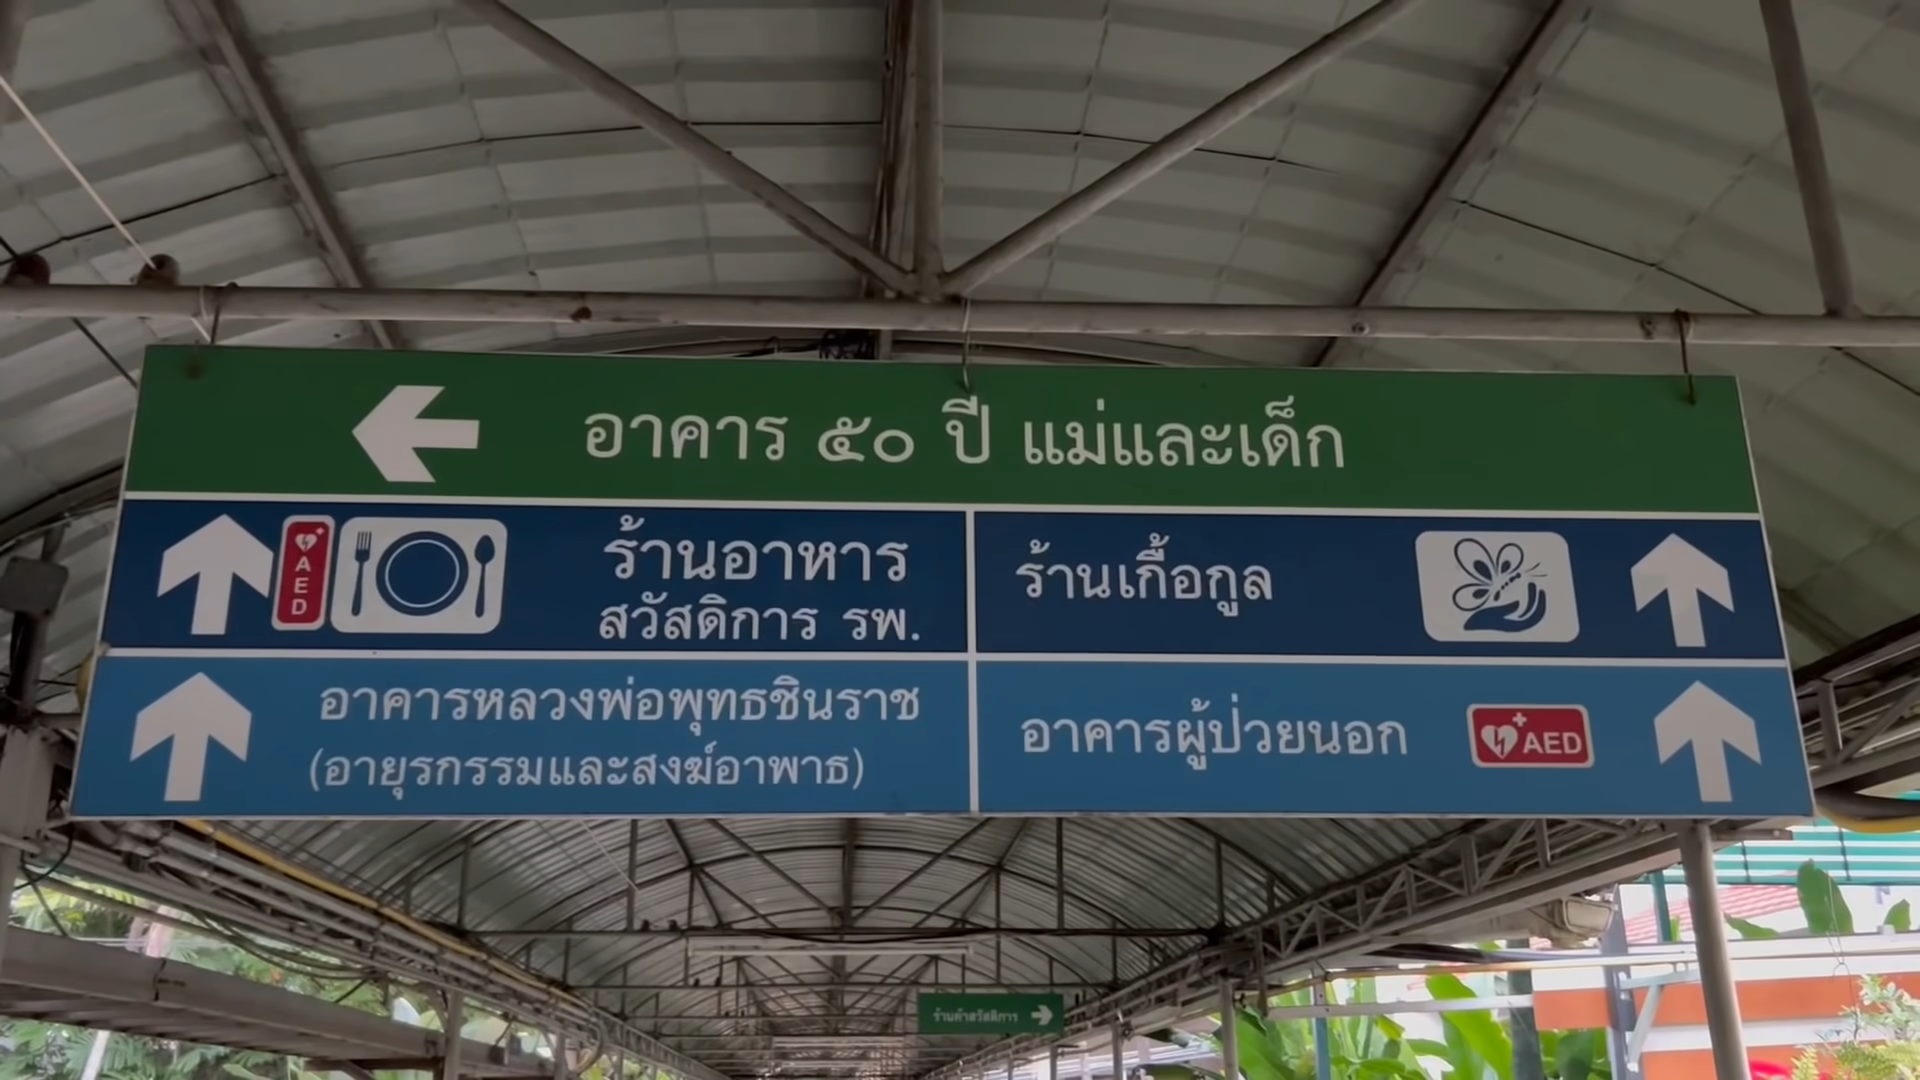 อาคาร ๕๐ ปี แม่และเด็ก
AED
ร้านอาหาร
สวัสดิการ รพ.
ร้านเกื้อกูล
อาคารหลวงพ่อพุทธชินราช
(อายุรกรรมและสงฆ์อาพาธ)
อาคารผู้ป่วยนอก
AED
ร้านค้าสวัสดิการ